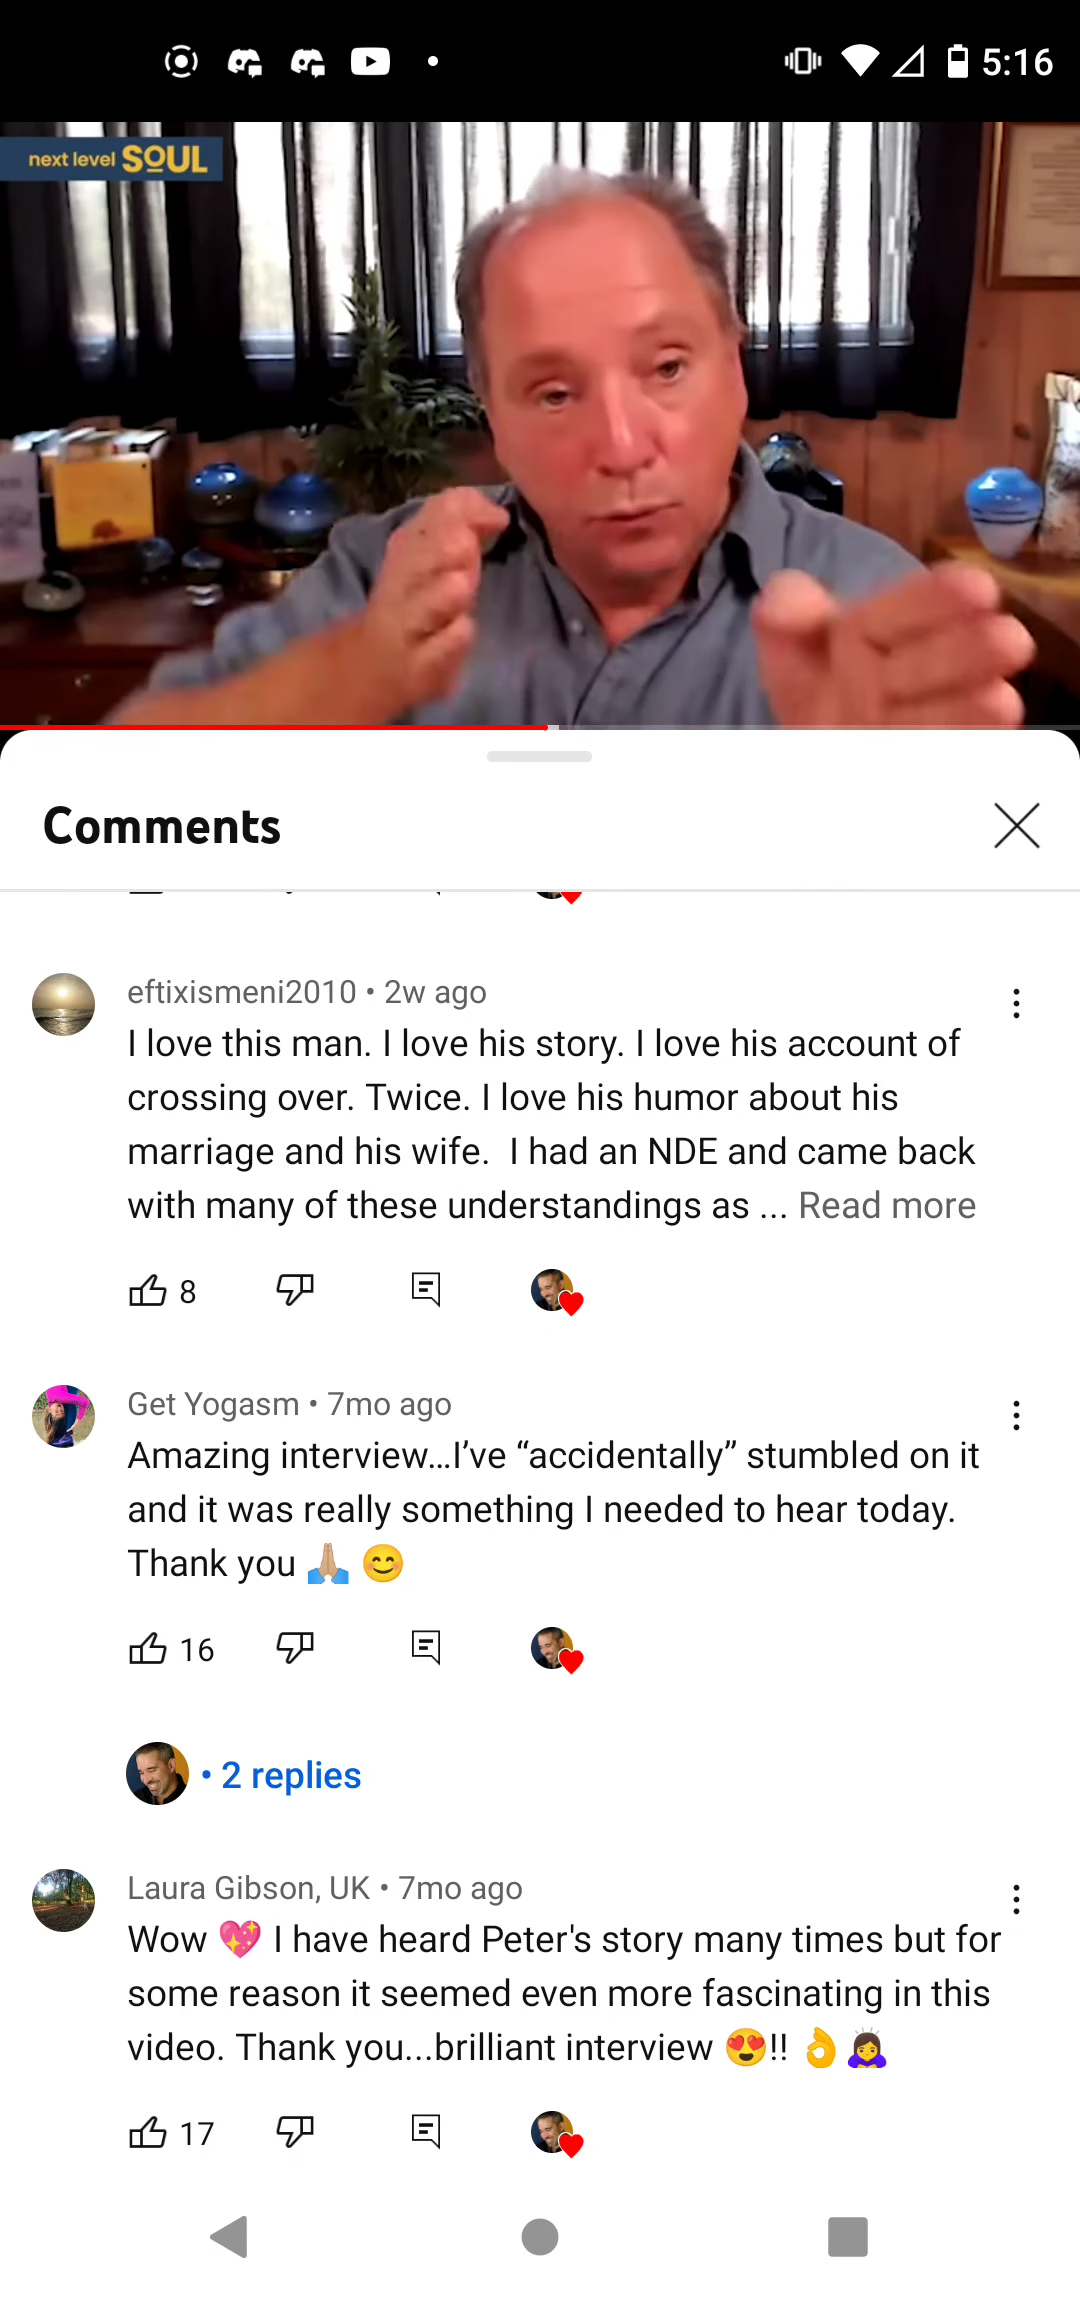 5:16
next level SOUL
Comments
eftixismeni2010 • 2w ago
I love this man. I love his story. I love his account of
crossing over. Twice. I love his humor about his
marriage and his wife.  I had an NDE and came back
with many of these understandings as ... Read more
8
Get Yogasm • 7mo ago
Amazing interview…I’ve “accidentally” stumbled on it
and it was really something I needed to hear today.
Thank you 🙏🏼 😊
16
• 2 replies
Laura Gibson, UK • 7mo ago
Wow 💖 I have heard Peter's story many times but for
some reason it seemed even more fascinating in this
video. Thank you...brilliant interview 😍!! 👌 🙇‍♀️
17